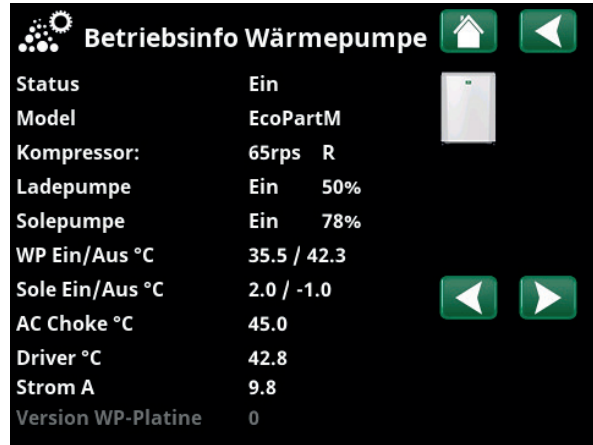 Betriebsinfo Wärmepumpe
Status Ein
Model EcoPartM
Kompressor: 65rps R
Ladepumpe Ein 50%
Solepumpe Ein 78%
WP Ein/Aus °C 35.5 / 42.3
Sole Ein/Aus °C 2.0 / -1.0
AC Choke °C 45.0
Driver °C 42.8
Strom A 9.8
Version WP-Platine 0